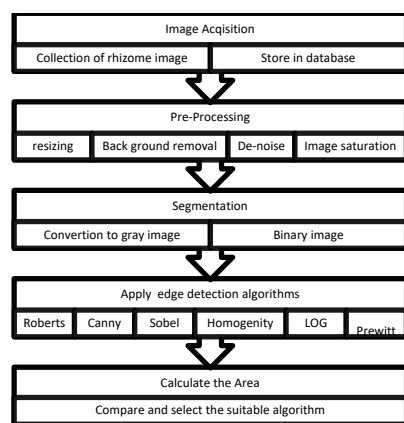 Image Acqisition
Collection of rhizome image Store in database
Pre-Processing
resizing Back ground removal De-noise Image saturation
Segmentation
Convertion to gray image Binary image
Apply edge detection algorithms
Roberts Canny Sobel Homogenity LOG Prewitt
Calculate the Area
Compare and select the suitable algorithm